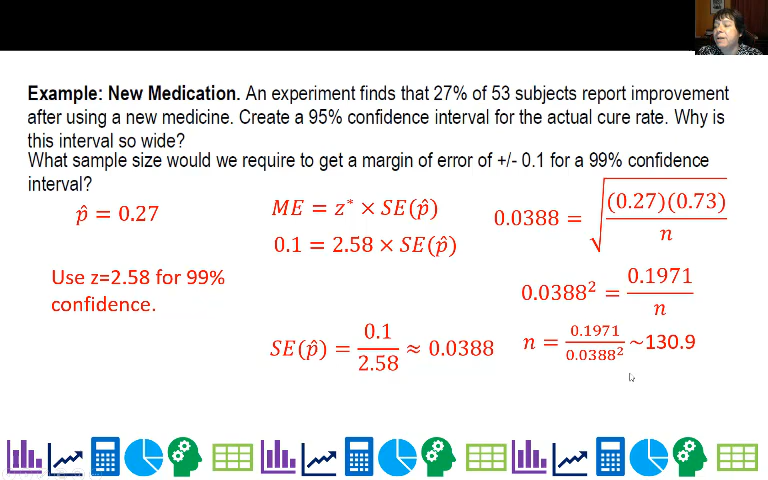 Example: New Medication. An experiment finds that 27% of 53 subjects report improvement
after using a new medicine. Create a 95% confidence interval for the actual cure rate. Why is
this interval so wide?
What sample size would we require to get a margin of error of +/- 0.1 for a 99% confidence
interval?
p̂ = 0.27
Use z=2.58 for 99%
confidence.
ME = z* × SE(p̂)
0.1 = 2.58 × SE(p̂)
SE(p̂) = 0.1/2.58 ≈ 0.0388
0.0388 = √((0.27)(0.73)/n)
0.0388² = 0.1971/n
n = 0.1971/0.0388² ~130.9